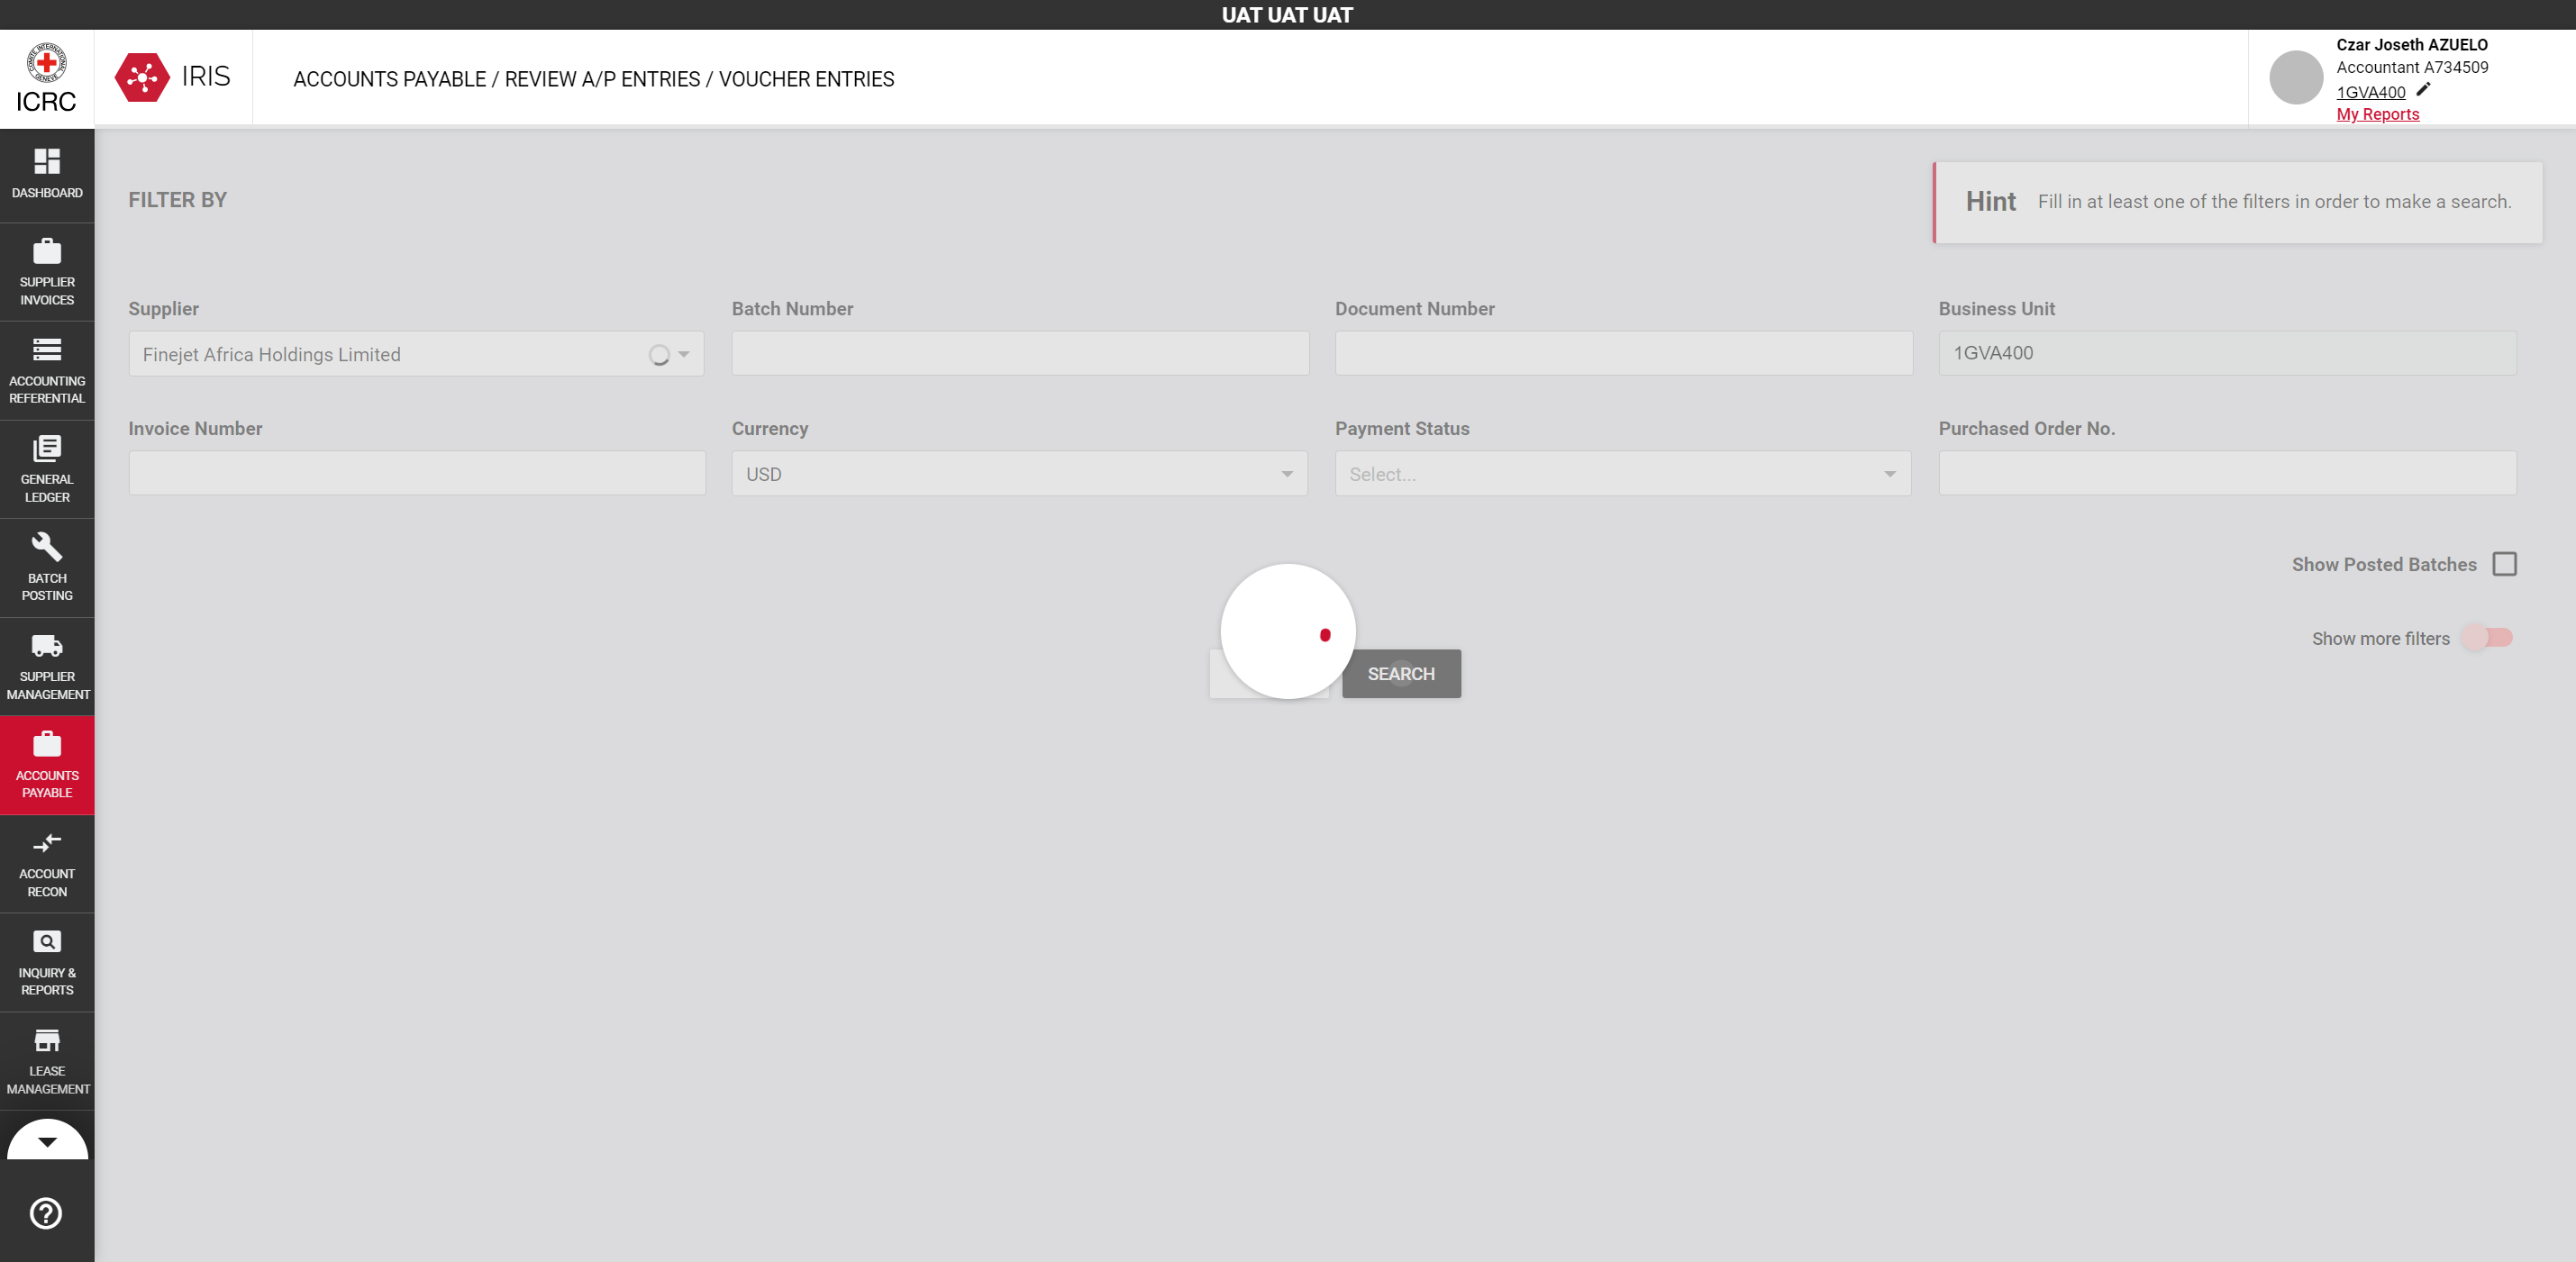 UAT UAT UAT
ICRC
IRIS
ACCOUNTS PAYABLE / REVIEW A/P ENTRIES / VOUCHER ENTRIES
Czar Joseth AZUELO
Accountant A734509
1GVA400
My Reports
DASHBOARD
SUPPLIER
INVOICES
ACCOUNTING
REFERENTIAL
GENERAL
LEDGER
BATCH
POSTING
SUPPLIER
MANAGEMENT
ACCOUNTS
PAYABLE
ACCOUNT
RECON
INQUIRY &
REPORTS
LEASE
MANAGEMENT
FILTER BY
Hint Fill in at least one of the filters in order to make a search.
Supplier
Finejet Africa Holdings Limited
Batch Number
Document Number
Business Unit
1GVA400
Invoice Number
Currency
USD
Payment Status
Select...
Purchased Order No.
Show Posted Batches
Show more filters
SEARCH